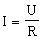 I = U/R